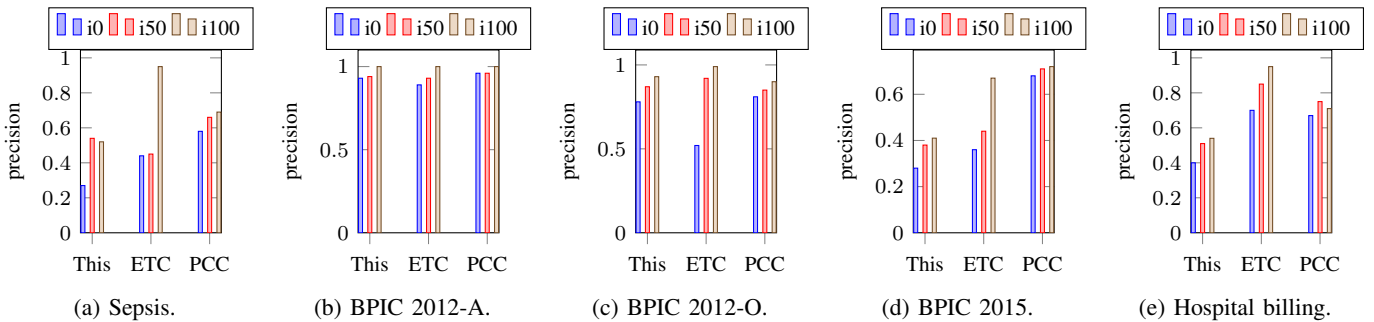 i0 i50 i100
1
0.8
0.6
0.4
0.2
0
precision
This ETC PCC
(a) Sepsis.
i0 i50 i100
1
0.5
0
precision
This ETC PCC
(b) BPIC 2012-A.
i0 i50 i100
1
0.5
0
precision
This ETC PCC
(c) BPIC 2012-O.
i0 i50 i100
0.6
0.4
0.2
0
precision
This ETC PCC
(d) BPIC 2015.
i0 i50 i100
1
0.8
0.6
0.4
0.2
0
precision
This ETC PCC
(e) Hospital billing.